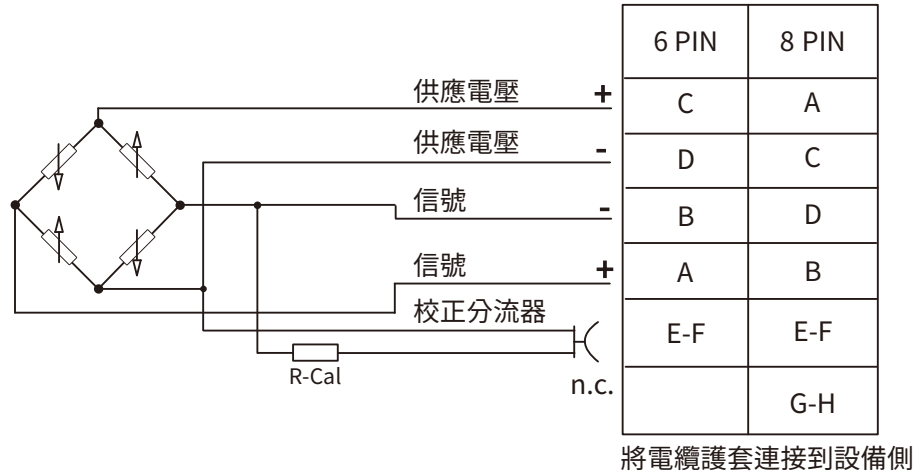 6 PIN 8 PIN
供應電壓 + C A
供應電壓 - D C
信號 - B D
信號 + A B
校正分流器 E-F E-F
R-Cal
n.c. G-H
將電纜護套連接到設備側